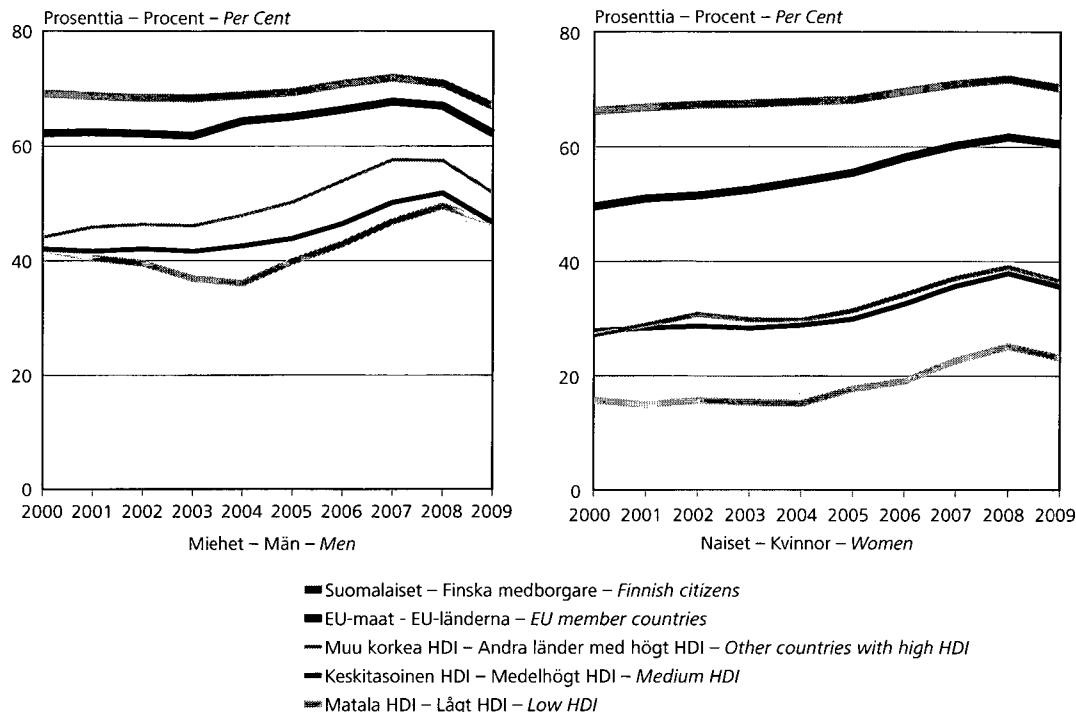 Prosenttia – Procent – Per Cent
80
60
40
20
0
2000 2001 2002 2003 2004 2005 2006 2007 2008 2009
Miehet – Män – Men
Prosenttia – Procent – Per Cent
80
60
40
20
0
2000 2001 2002 2003 2004 2005 2006 2007 2008 2009
Naiset – Kvinnor – Women
Suomalaiset – Finska medborgare – Finnish citizens
EU-maat - EU-länderna – EU member countries
Muu korkea HDI – Andra länder med högt HDI – Other countries with high HDI
Keskitasoinen HDI – Medelhögt HDI – Medium HDI
Matala HDI – Lågt HDI – Low HDI